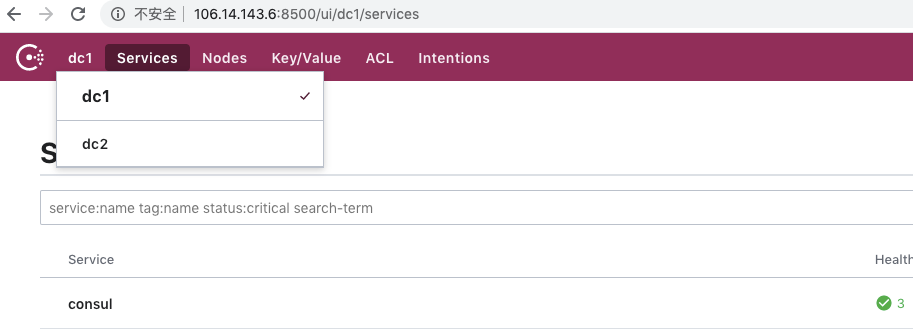 不安全 106.14.143.6:8500/ui/dc1/services
dc1 Services Nodes Key/Value ACL Intentions
dc1
dc2
service:name tag:name status:critical search-term
Service Health
consul 3